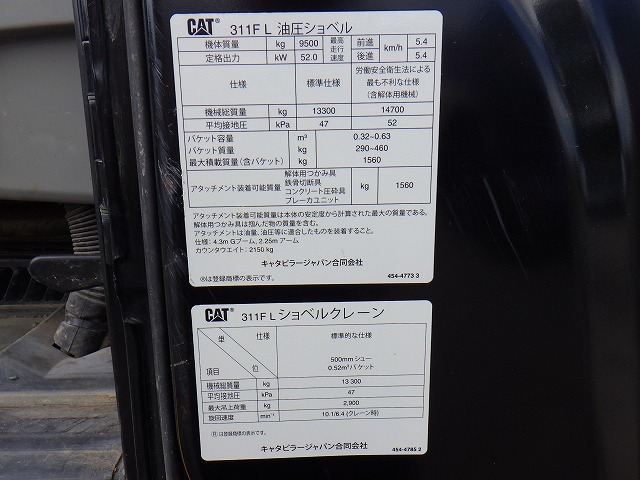 CAT 311F L 油圧ショベル
機体質量 kg 9500 最高走行速度 前進 km/h 5.4
定格出力 kW 52.0 後進 5.4
仕様 標準仕様 労働安全衛生法による最も不利な仕様(含解体用機械)
機械総質量 kg 13300 14700
平均接地圧 kPa 47 52
バケット容量 m³ 0.32~0.63
バケット質量 kg 290~460
最大積載質量(含バケット) kg 1560
アタッチメント装着可能質量 解体用つかみ具 鉄骨切断具 コンクリート圧砕具 ブレーカユニット kg 1560
アタッチメント装着可能質量は本体の安定度から計算された最大の質量である。
解体用つかみ具は掴んだ物の質量を含む。
アタッチメントは油量、油圧等に適合したものを装着すること。
仕様:4.3m Gブーム、2.25m アーム
カウンタウエイト:2150 kg
キャタピラージャパン合同会社
®は登録商標の表示です。
454-4773 3
CAT 311F L ショベルクレーン
項目 単位 仕様 標準的な仕様
500mm シュー
0.52m³バケット
機械総質量 kg 13 300
平均接地圧 kPa 47
最大吊上荷重 kg 2,900
旋回速度 min⁻¹ 10.1/6.4 (クレーン時)
®は登録商標の表示です。
キャタピラージャパン合同会社
454-4785 2